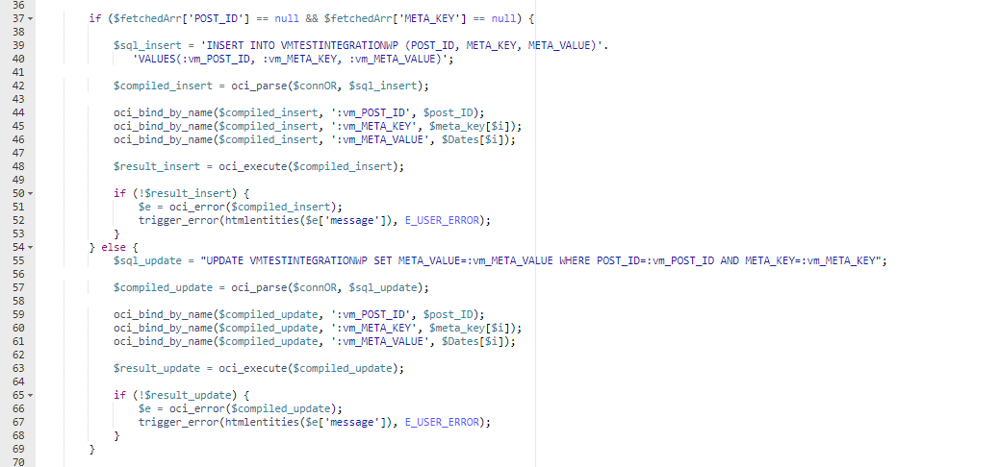 36
37 if ($fetchedArr['POST_ID'] == null && $fetchedArr['META_KEY'] == null) {
38
39 $sql_insert = 'INSERT INTO VMTESTINTEGRATIONWP (POST_ID, META_KEY, META_VALUE)'.
40 'VALUES(:vm_POST_ID, :vm_META_KEY, :vm_META_VALUE)';
41
42 $compiled_insert = oci_parse($connOR, $sql_insert);
43
44 oci_bind_by_name($compiled_insert, ':vm_POST_ID', $post_ID);
45 oci_bind_by_name($compiled_insert, ':vm_META_KEY', $meta_key[$i]);
46 oci_bind_by_name($compiled_insert, ':vm_META_VALUE', $Dates[$i]);
47
48 $result_insert = oci_execute($compiled_insert);
49
50 if (!$result_insert) {
51 $e = oci_error($compiled_insert);
52 trigger_error(htmlentities($e['message']), E_USER_ERROR);
53 }
54 } else {
55 $sql_update = "UPDATE VMTESTINTEGRATIONWP SET META_VALUE=:vm_META_VALUE WHERE POST_ID=:vm_POST_ID AND META_KEY=:vm_META_KEY";
56
57 $compiled_update = oci_parse($connOR, $sql_update);
58
59 oci_bind_by_name($compiled_update, ':vm_POST_ID', $post_ID);
60 oci_bind_by_name($compiled_update, ':vm_META_KEY', $meta_key[$i]);
61 oci_bind_by_name($compiled_update, ':vm_META_VALUE', $Dates[$i]);
62
63 $result_update = oci_execute($compiled_update);
64
65 if (!$result_update) {
66 $e = oci_error($compiled_update);
67 trigger_error(htmlentities($e['message']), E_USER_ERROR);
68 }
69 }
70